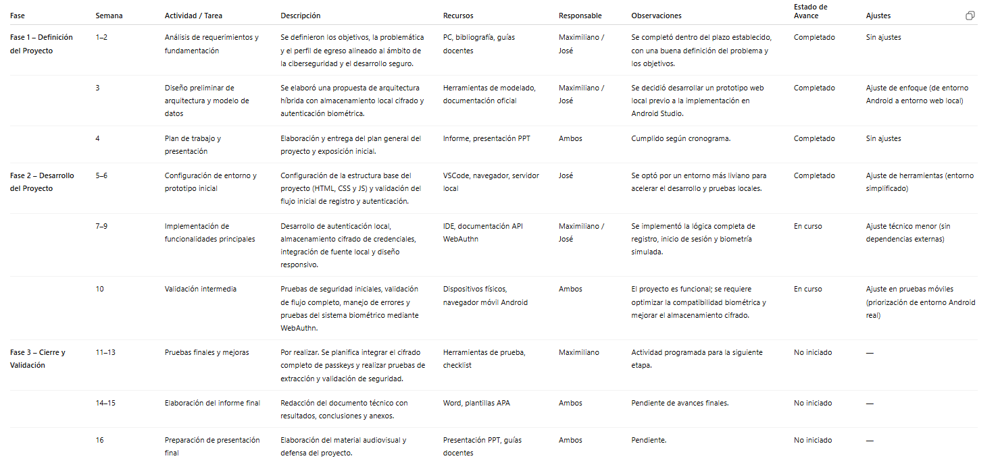 Fase Semana Actividad / Tarea Descripción Recursos Responsable Observaciones Estado de Avance Ajustes
Fase 1 – Definición del Proyecto
1–2
Análisis de requerimientos y
fundamentación
Se definieron los objetivos, la problemática
y el perfil de egreso alineado al ámbito de
la ciberseguridad y el desarrollo seguro.
PC, bibliografía, guías
docentes
Maximiliano /
José
Se completó dentro del plazo establecido,
con una buena definición del problema y
los objetivos.
Completado
Sin ajustes
3
Diseño preliminar de
arquitectura y modelo de
datos
Se elaboró una propuesta de arquitectura
híbrida con almacenamiento local cifrado y
autenticación biométrica.
Herramientas de modelado,
documentación oficial
Maximiliano /
José
Se decidió desarrollar un prototipo web
local previo a la implementación en
Android Studio.
Completado
Ajuste de enfoque (de entorno
Android a entorno web local)
4
Plan de trabajo y
presentación
Elaboración y entrega del plan general del
proyecto y exposición inicial.
Informe, presentación PPT
Ambos
Cumplido según cronograma.
Completado
Sin ajustes
Fase 2 – Desarrollo
del Proyecto
5–6
Configuración de entorno y
prototipo inicial
Configuración de la estructura base del
proyecto (HTML, CSS y JS) y validación del
flujo inicial de registro y autenticación.
VSCode, navegador, servidor
local
José
Se optó por un entorno más liviano para
acelerar el desarrollo y pruebas locales.
Completado
Ajuste de herramientas (entorno
simplificado)
7–9
Implementación de
funcionalidades principales
Desarrollo de autenticación local,
almacenamiento cifrado de credenciales,
integración de fuente local y diseño
responsivo.
IDE, documentación API
WebAuthn
Maximiliano /
José
Se implementó la lógica completa de
registro, inicio de sesión y biometría
simulada.
En curso
Ajuste técnico menor (sin
dependencias externas)
10
Validación intermedia
Pruebas de seguridad iniciales, validación
de flujo completo, manejo de errores y
pruebas del sistema biométrico mediante
WebAuthn.
Dispositivos físicos,
navegador móvil Android
Ambos
El proyecto es funcional; se requiere
optimizar la compatibilidad biométrica y
mejorar el almacenamiento cifrado.
En curso
Ajuste en pruebas móviles
(priorización de entorno Android
real)
Fase 3 – Cierre y
Validación
11–13
Pruebas finales y mejoras
Por realizar. Se planifica integrar el cifrado
completo de passkeys y realizar pruebas de
extracción y validación de seguridad.
Herramientas de prueba,
checklist
Maximiliano
Actividad programada para la siguiente
etapa.
No iniciado
—
14–15
Elaboración del informe final
Redacción del documento técnico con
resultados, conclusiones y anexos.
Word, plantillas APA
Ambos
Pendiente de avances finales.
No iniciado
—
16
Preparación de presentación
final
Elaboración del material audiovisual y
defensa del proyecto.
Presentación PPT, guías
docentes
Ambos
Pendiente.
No iniciado
—